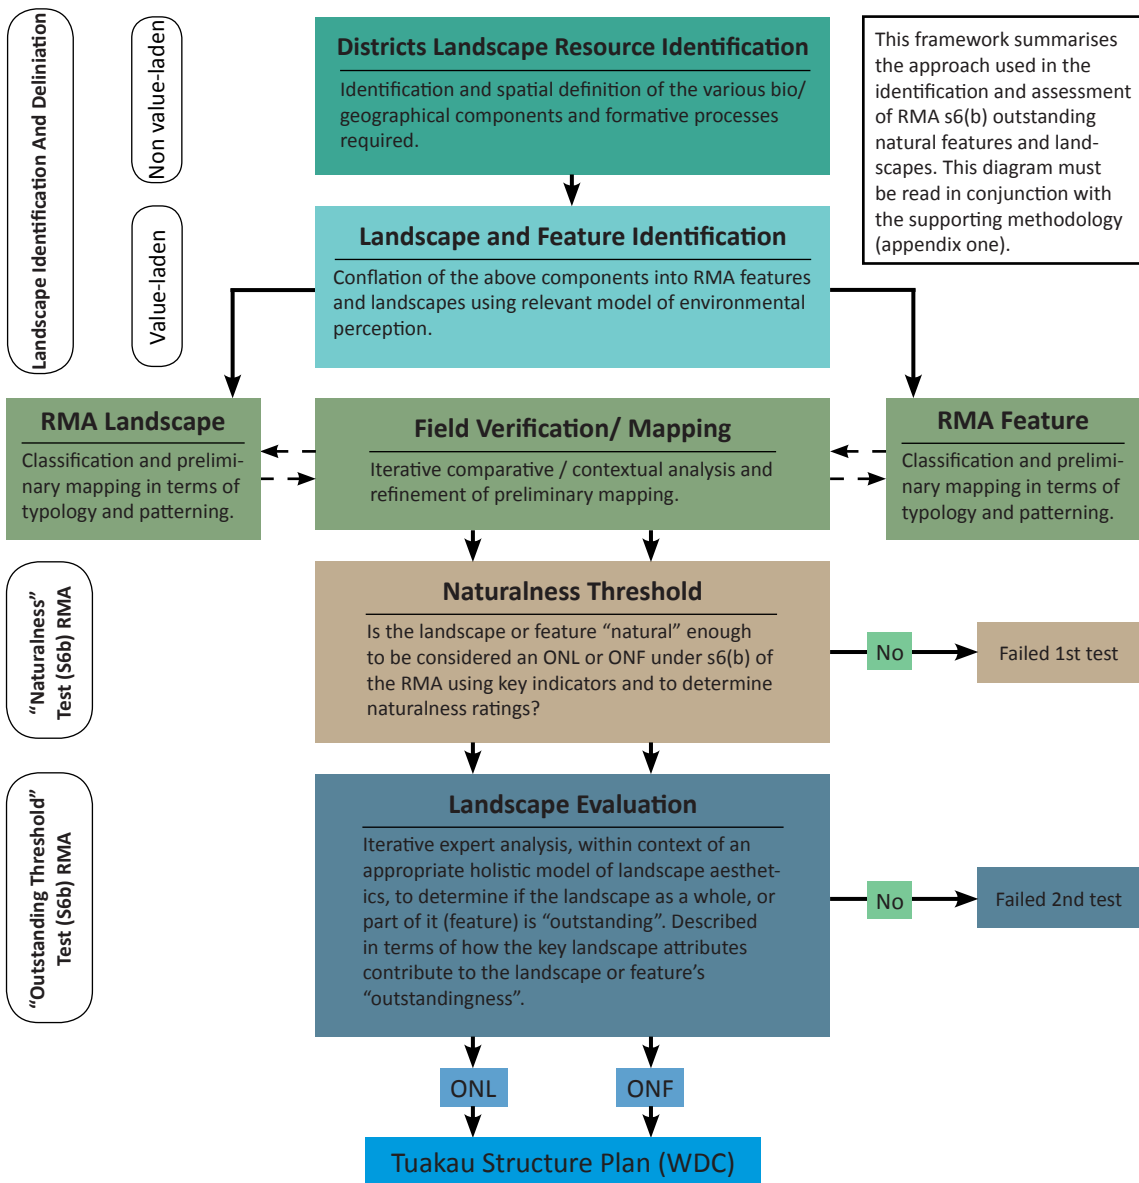 Landscape Identification And Deliniation
Non value-laden
Value-laden
Districts Landscape Resource Identification
Identification and spatial definition of the various bio/
geographical components and formative processes
required.
This framework summarises
the approach used in the
identification and assessment
of RMA s6(b) outstanding
natural features and land-
scapes. This diagram must
be read in conjunction with
the supporting methodology
(appendix one).
Landscape and Feature Identification
Conflation of the above components into RMA features
and landscapes using relevant model of environmental
perception.
RMA Landscape
Classification and prelimi-
nary mapping in terms of
typology and patterning.
Field Verification/ Mapping
Iterative comparative / contextual analysis and
refinement of preliminary mapping.
RMA Feature
Classification and prelimi-
nary mapping in terms of
typology and patterning.
“Naturalness”
Test (S6b) RMA
Naturalness Threshold
Is the landscape or feature “natural” enough
to be considered an ONL or ONF under s6(b) of
the RMA using key indicators and to determine
naturalness ratings?
No
Failed 1st test
“Outstanding Threshold”
Test (S6b) RMA
Landscape Evaluation
Iterative expert analysis, within context of an
appropriate holistic model of landscape aesthet-
ics, to determine if the landscape as a whole, or
part of it (feature) is “outstanding”. Described
in terms of how the key landscape attributes
contribute to the landscape or feature’s
“outstandingness”.
No
Failed 2nd test
ONL
ONF
Tuakau Structure Plan (WDC)